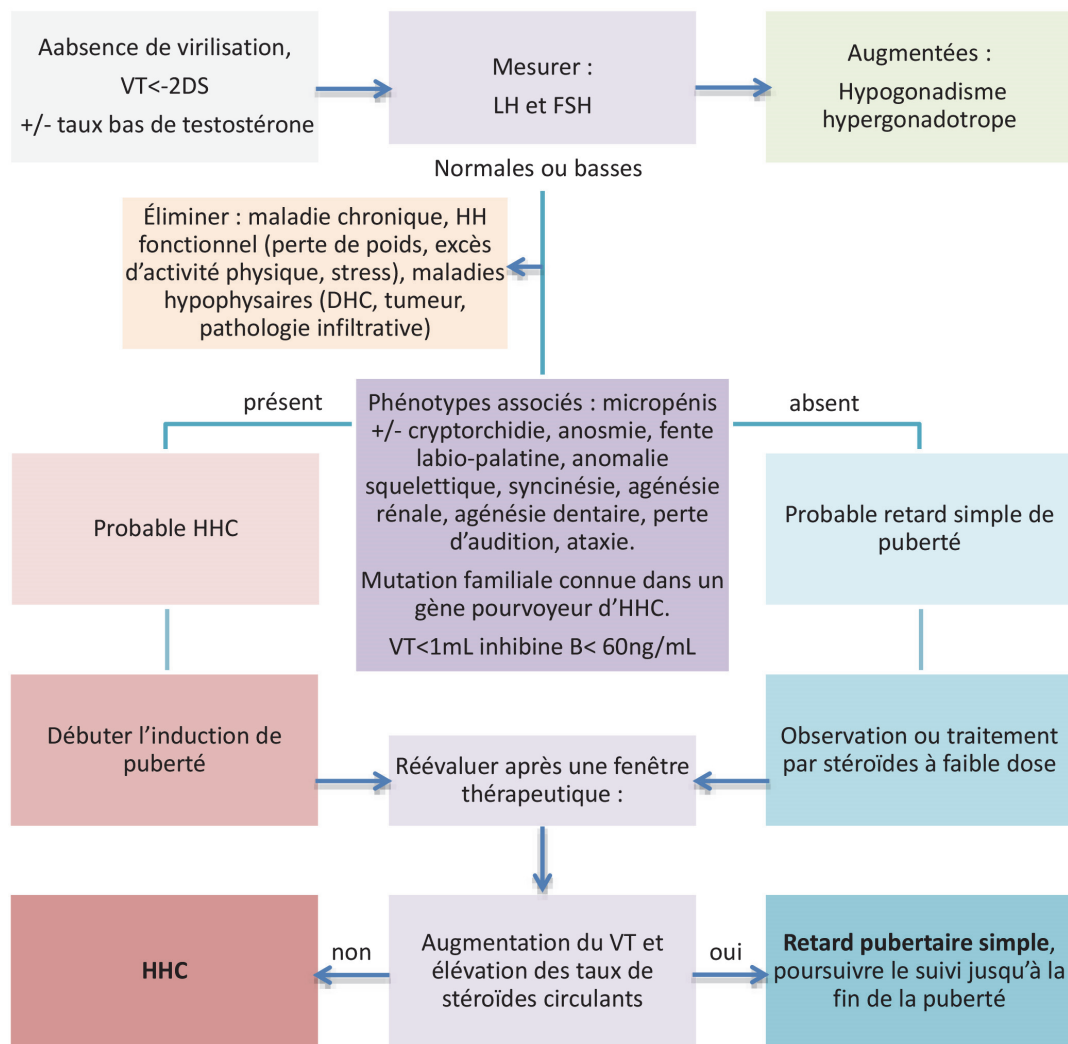 Aabsence de virilisation,
VT<-2DS
+/- taux bas de testostérone
Mesurer :
LH et FSH
Augmentées :
Hypogonadisme
hypergonadotrope
Normales ou basses
Éliminer : maladie chronique, HH
fonctionnel (perte de poids, excès
d’activité physique, stress), maladies
hypophysaires (DHC, tumeur,
pathologie infiltrative)
présent
Phénotypes associés : micropénis
+/- cryptorchidie, anosmie, fente
labio-palatine, anomalie
squelettique, syncinésie, agénésie
rénale, agénésie dentaire, perte
d’audition, ataxie.
Mutation familiale connue dans un
gène pourvoyeur d’HHC.
VT<1mL inhibine B< 60ng/mL
absent
Probable HHC
Probable retard simple de
puberté
Débuter l’induction de
puberté
Réévaluer après une fenêtre
thérapeutique :
Observation ou traitement
par stéroïdes à faible dose
HHC
non
Augmentation du VT et
élévation des taux de
stéroïdes circulants
oui
Retard pubertaire simple,
poursuivre le suivi jusqu’à la
fin de la puberté